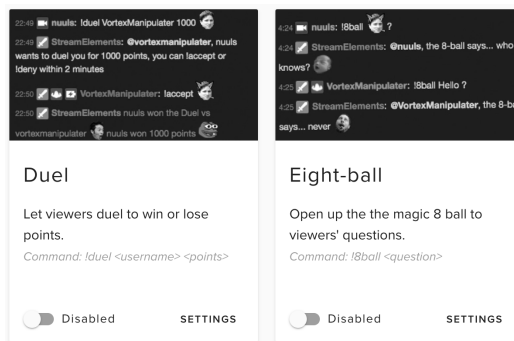 22:49 nuuls: !duel VortexManipulater 1000
22:49 StreamElements: @vortexmanipulater, nuuls
wants to duel you for 1000 points, you can !accept or
!deny within 2 minutes
22:50 VortexManipulater: !accept
22:50 StreamElements nuuls won the Duel vs
vortexmanipulater nuuls won 1000 points
Duel
Let viewers duel to win or lose
points.
Command: !duel <username> <points>
Disabled SETTINGS
4:24 nuuls: !8ball ?
4:24 StreamElements: @nuuls, the 8-ball says... who
knows?
4:25 VortexManipulater: !8ball Hello ?
4:25 StreamElements: @VortexManipulater, the 8-b
says... never
Eight-ball
Open up the the magic 8 ball to
viewers' questions.
Command: !8ball <question>
Disabled SETTINGS